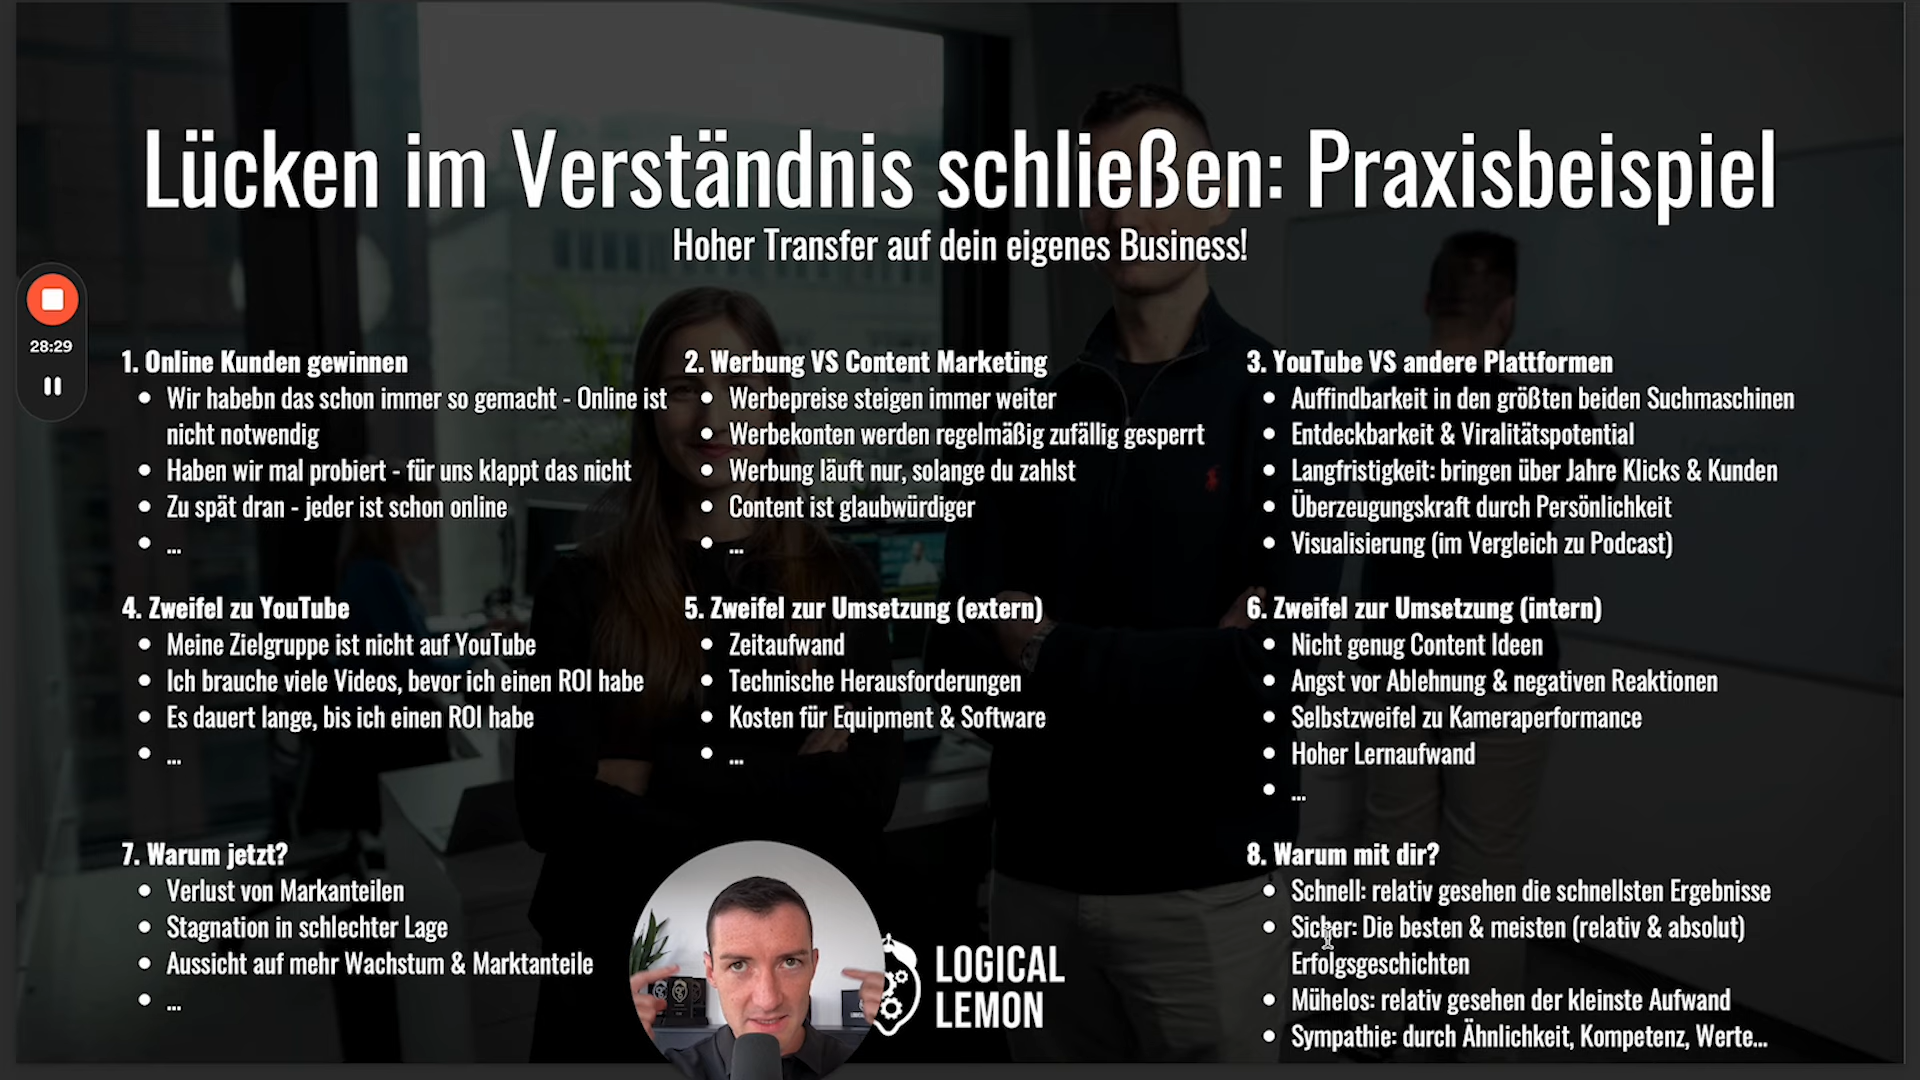 Lücken im Verständnis schließen: Praxisbeispiel
Hoher Transfer auf dein eigenes Business!
28:29
1. Online Kunden gewinnen
• Wir habebn das schon immer so gemacht - Online ist
nicht notwendig
• Haben wir mal probiert - für uns klappt das nicht
• Zu spät dran - jeder ist schon online
• ...
2. Werbung VS Content Marketing
• Werbepreise steigen immer weiter
• Werbekonten werden regelmäßig zufällig gesperrt
• Werbung läuft nur, solange du zahlst
• Content ist glaubwürdiger
• ...
3. YouTube VS andere Plattformen
• Auffindbarkeit in den größten beiden Suchmaschinen
• Entdeckbarkeit & Viralitätspotential
• Langfristigkeit: bringen über Jahre Klicks & Kunden
• Überzeugungskraft durch Persönlichkeit
• Visualisierung (im Vergleich zu Podcast)
4. Zweifel zu YouTube
• Meine Zielgruppe ist nicht auf YouTube
• Ich brauche viele Videos, bevor ich einen ROI habe
• Es dauert lange, bis ich einen ROI habe
• ...
5. Zweifel zur Umsetzung (extern)
• Zeitaufwand
• Technische Herausforderungen
• Kosten für Equipment & Software
• ...
6. Zweifel zur Umsetzung (intern)
• Nicht genug Content Ideen
• Angst vor Ablehnung & negativen Reaktionen
• Selbstzweifel zu Kameraperformance
• Hoher Lernaufwand
• ...
7. Warum jetzt?
• Verlust von Markanteilen
• Stagnation in schlechter Lage
• Aussicht auf mehr Wachstum & Marktanteile
• ...
LOGICAL
LEMON
8. Warum mit dir?
• Schnell: relativ gesehen die schnellsten Ergebnisse
• Sicher: Die besten & meisten (relativ & absolut)
Erfolgsgeschichten
• Mühelos: relativ gesehen der kleinste Aufwand
• Sympathie: durch Ähnlichkeit, Kompetenz, Werte...